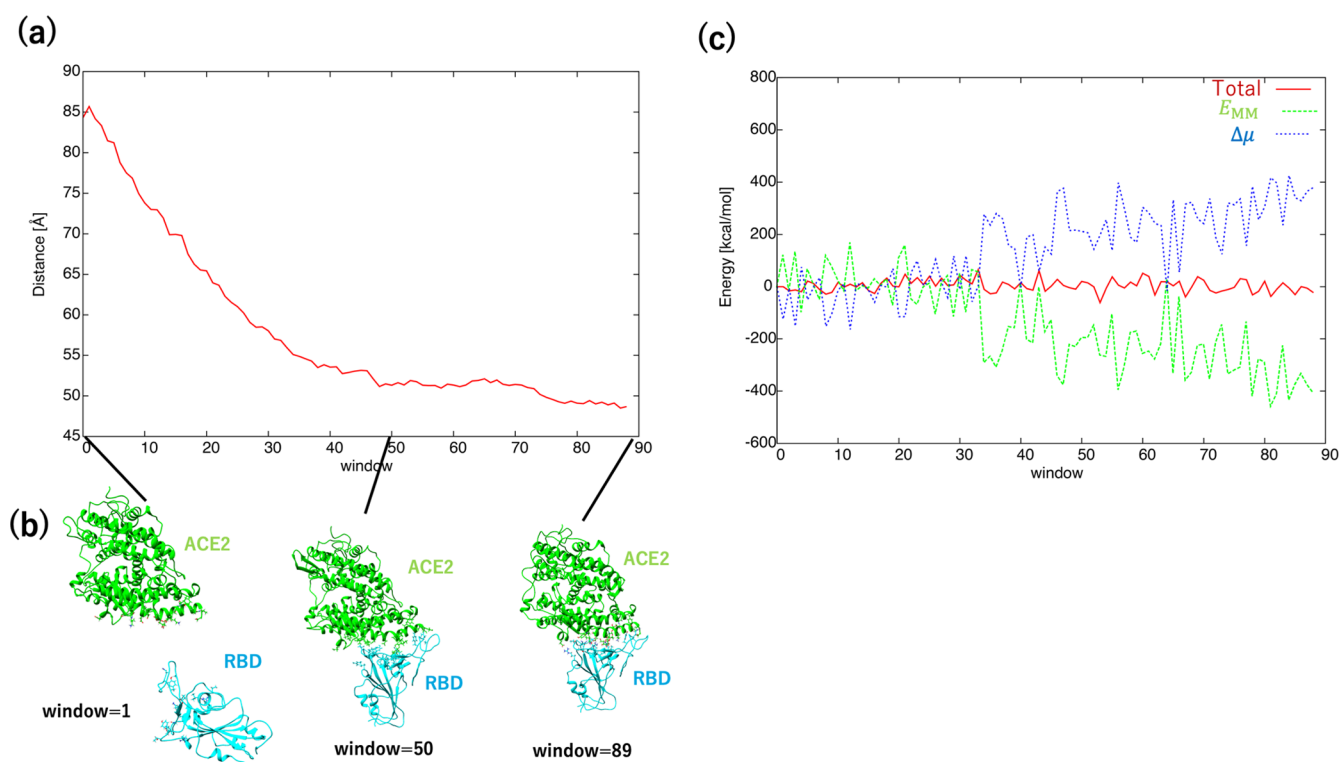 (a)
90
85
80
75
70
65
60
55
50
45
Distance [Å]
0 10 20 30 40 50 60 70 80 90
window
(b)
ACE2
RBD
window=1
ACE2
RBD
window=50
ACE2
RBD
window=89
(c)
800
600
400
200
0
-200
-400
-600
Energy [kcal/mol]
Total
E_MM
Δμ
0 10 20 30 40 50 60 70 80 90
window